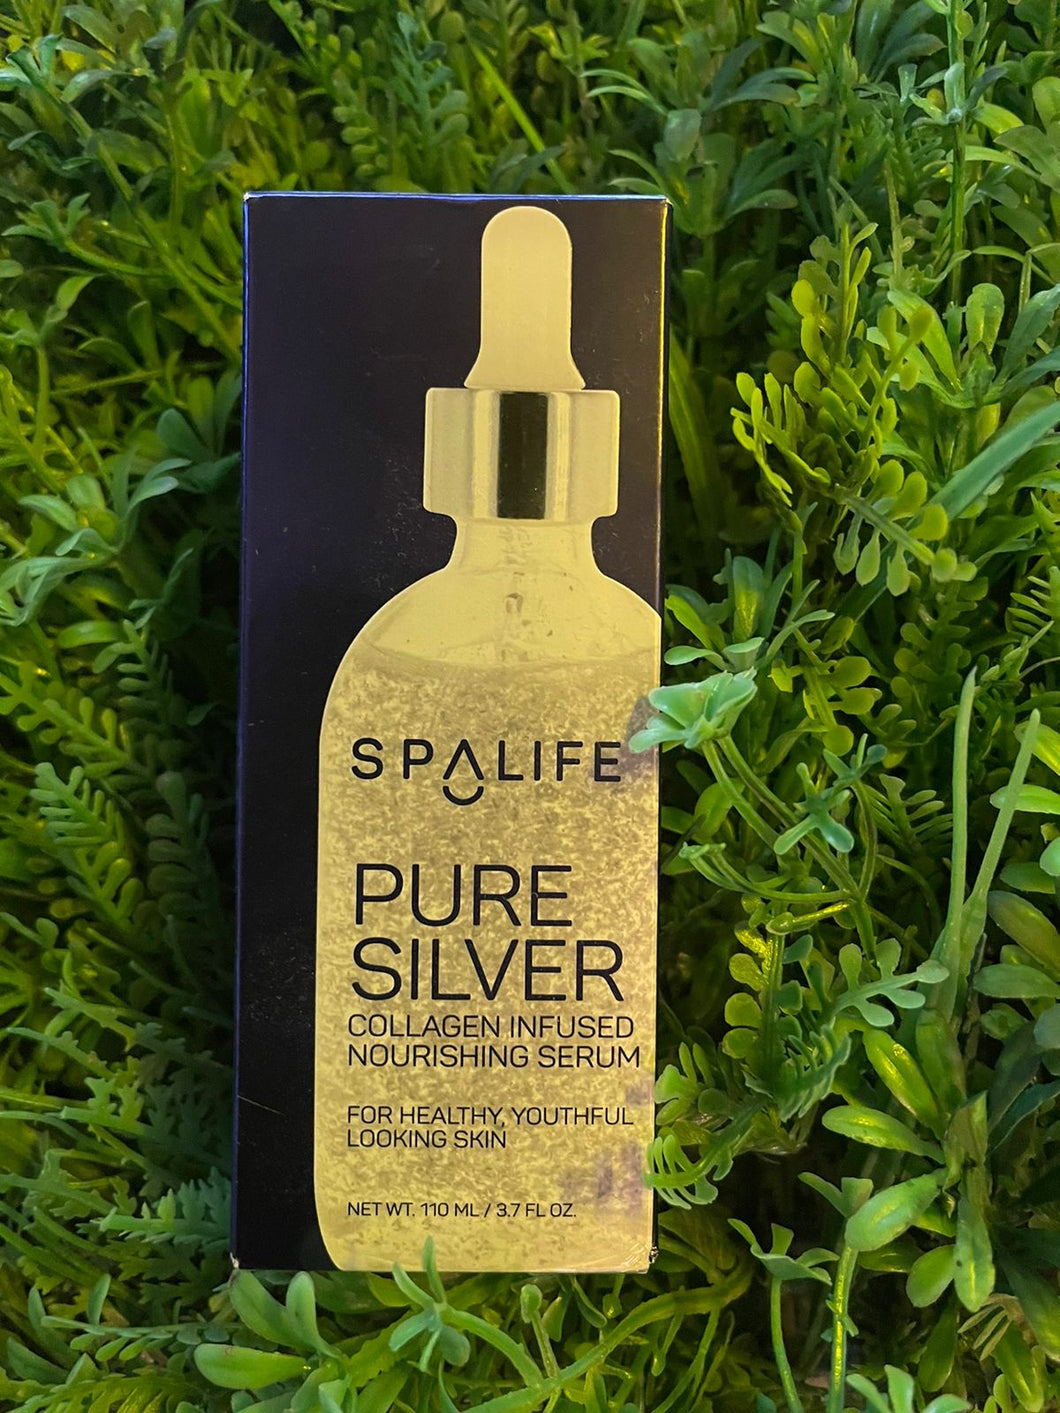 SPALIFE
PURE
SILVER
COLLAGEN INFUSED
NOURISHING SERUM
FOR HEALTHY, YOUTHFUL
LOOKING SKIN
NET WT. 110 ML / 3.7 FL OZ.